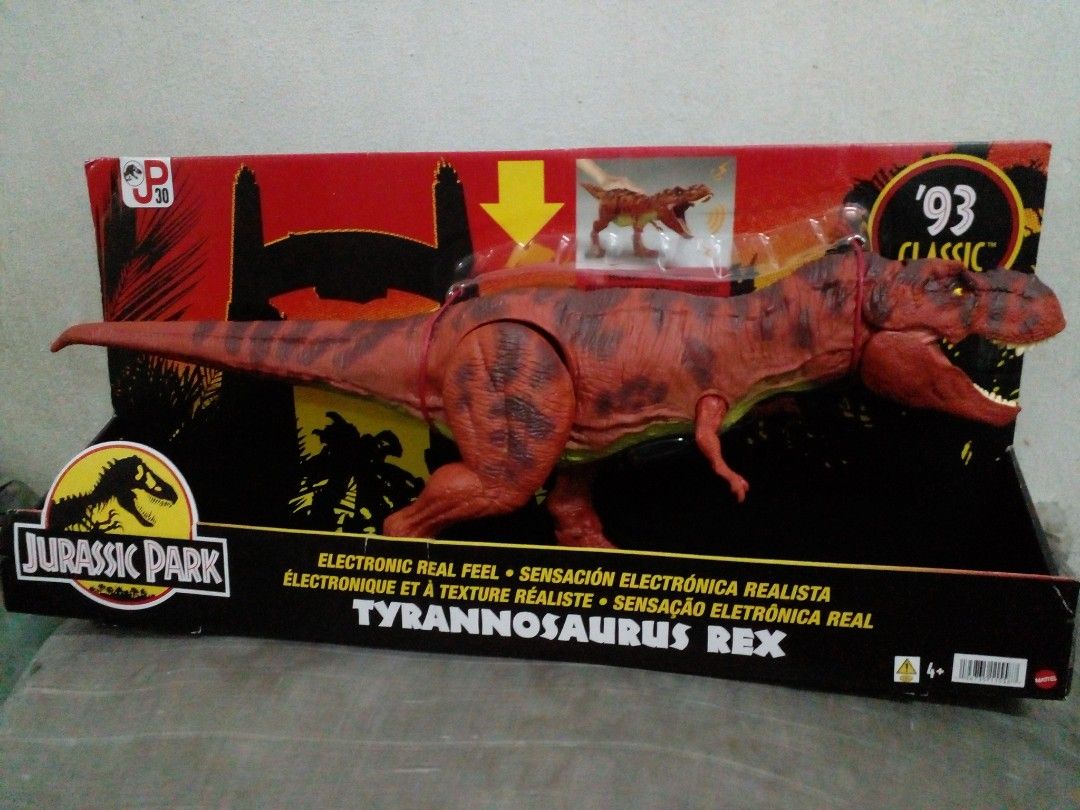 JP
30
'93
CLASSIC™
JURASSIC PARK
ELECTRONIC REAL FEEL • SENSACIÓN ELECTRÓNICA REALISTA
ÉLECTRONIQUE ET À TEXTURE RÉALISTE • SENSAÇÃO ELETRÔNICA REAL
TYRANNOSAURUS REX
4+
MATTEL